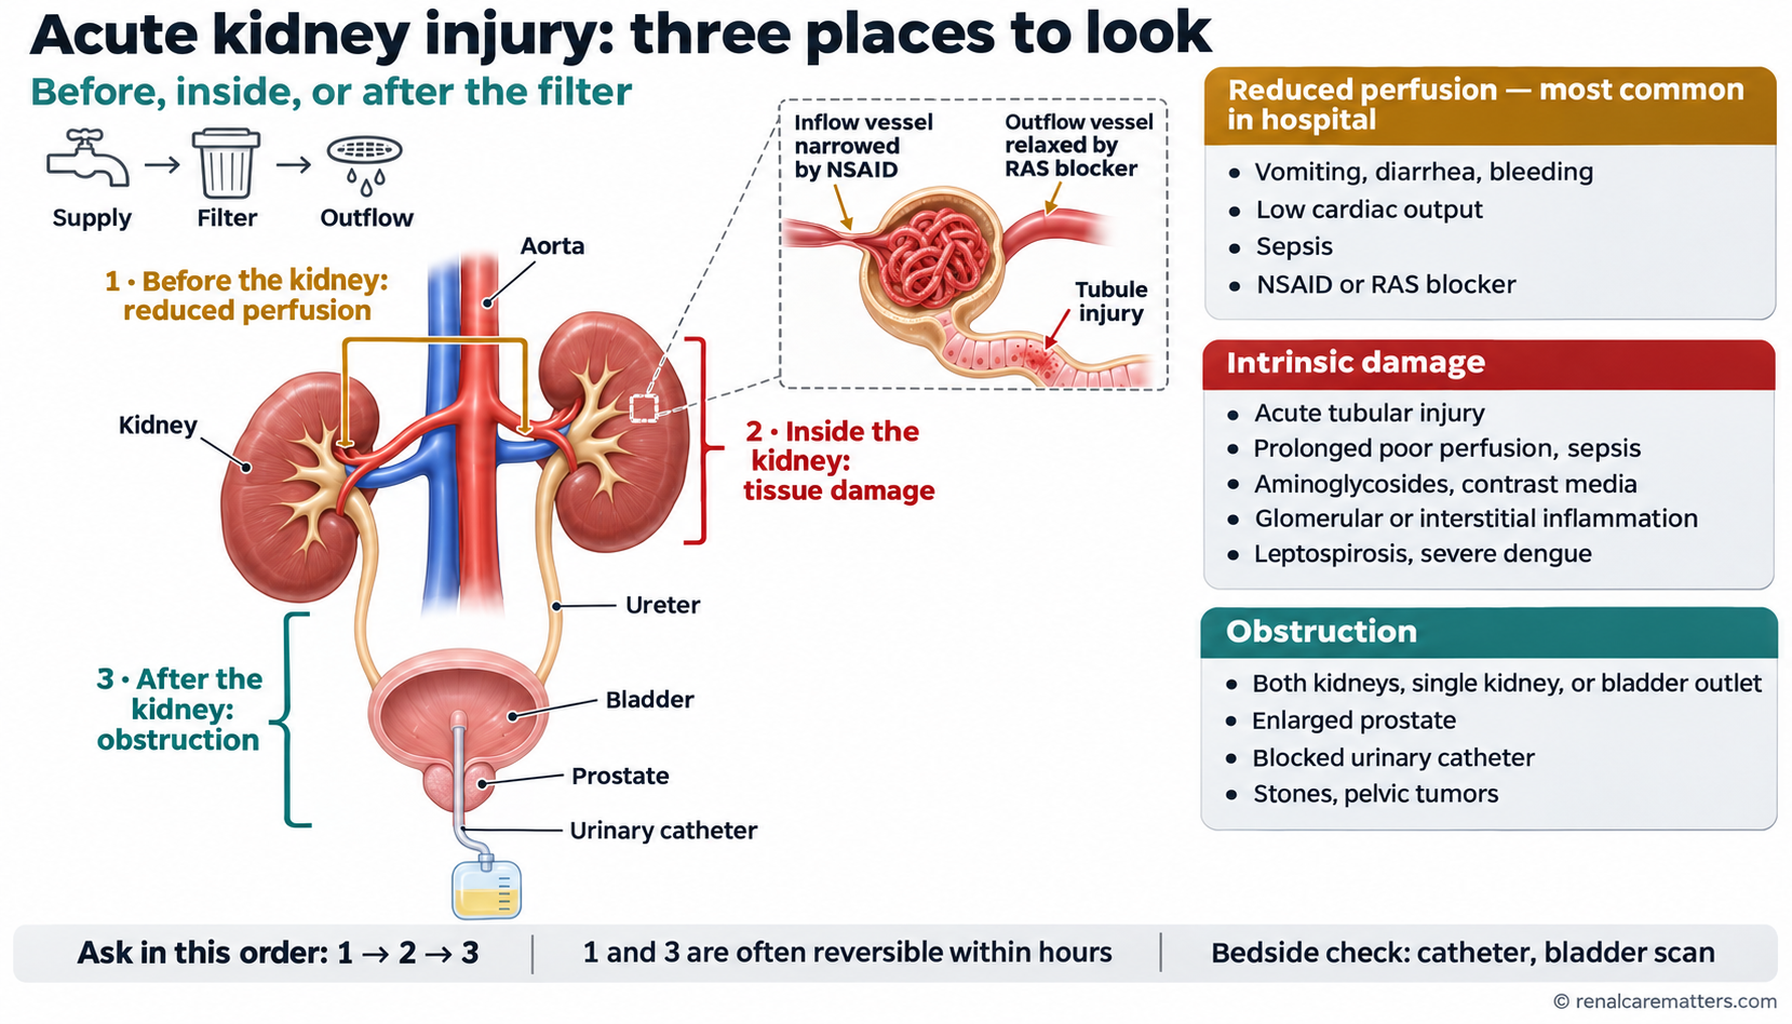 Acute kidney injury: three places to look
Before, inside, or after the filter
Supply
Filter
Outflow
1 · Before the kidney:
reduced perfusion
Aorta
Kidney
Inflow vessel
narrowed
by NSAID
Outflow vessel
relaxed by
RAS blocker
Tubule
injury
2 · Inside the
kidney:
tissue damage
Ureter
3 · After the
kidney:
obstruction
Bladder
Prostate
Urinary catheter
Reduced perfusion — most common
in hospital
• Vomiting, diarrhea, bleeding
• Low cardiac output
• Sepsis
• NSAID or RAS blocker
Intrinsic damage
• Acute tubular injury
• Prolonged poor perfusion, sepsis
• Aminoglycosides, contrast media
• Glomerular or interstitial inflammation
• Leptospirosis, severe dengue
Obstruction
• Both kidneys, single kidney, or bladder outlet
• Enlarged prostate
• Blocked urinary catheter
• Stones, pelvic tumors
Ask in this order: 1 → 2 → 3
1 and 3 are often reversible within hours
Bedside check: catheter, bladder scan
© renalcarematters.com